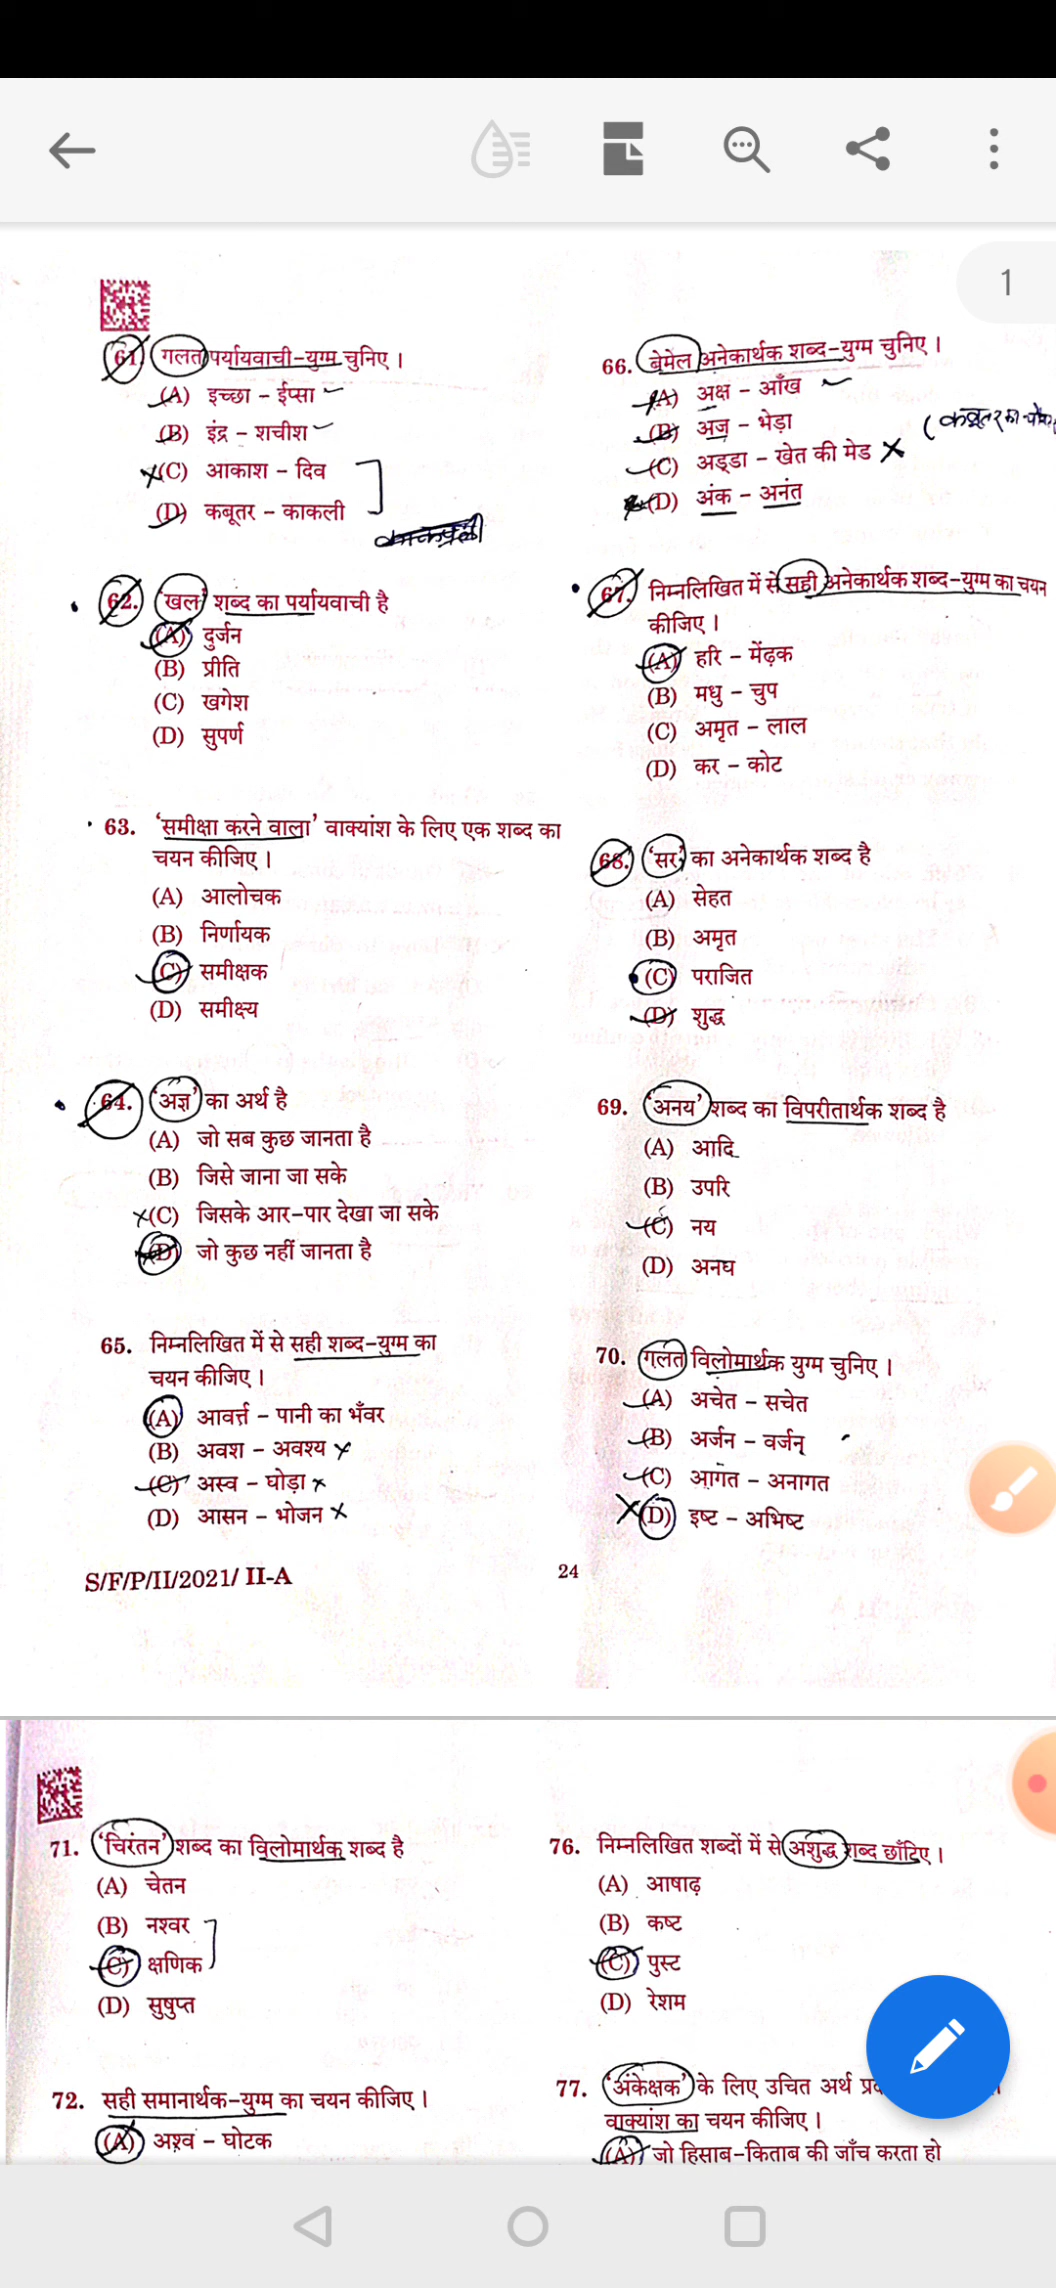 1
61. गलत पर्यायवाची-युग्म चुनिए ।
(A) इच्छा - ईप्सा
(B) इंद्र - शचीश
(C) आकाश - दिव
(D) कबूतर - काकली
62. 'खल' शब्द का पर्यायवाची है
(A) दुर्जन
(B) प्रीति
(C) खगेश
(D) सुपर्ण
63. 'समीक्षा करने वाला' वाक्यांश के लिए एक शब्द का
चयन कीजिए ।
(A) आलोचक
(B) निर्णायक
(C) समीक्षक
(D) समीक्ष्य
64. 'अज्ञ' का अर्थ है
(A) जो सब कुछ जानता है
(B) जिसे जाना जा सके
(C) जिसके आर-पार देखा जा सके
(D) जो कुछ नहीं जानता है
65. निम्नलिखित में से सही शब्द-युग्म का
चयन कीजिए ।
(A) आवर्त्त - पानी का भँवर
(B) अवश - अवश्य
(C) अस्व - घोड़ा
(D) आसन - भोजन
66. बेमेल अनेकार्थक शब्द-युग्म चुनिए ।
(A) अक्ष - आँख
(B) अज - भेड़ा
(C) अड्डा - खेत की मेड
(D) अंक - अनंत
67. निम्नलिखित में से सही अनेकार्थक शब्द-युग्म का चयन
कीजिए ।
(A) हरि - मेंढ़क
(B) मधु - चुप
(C) अमृत - लाल
(D) कर - कोट
68. 'सर' का अनेकार्थक शब्द है
(A) सेहत
(B) अमृत
(C) पराजित
(D) शुद्ध
69. 'अनय' शब्द का विपरीतार्थक शब्द है
(A) आदि
(B) उपरि
(C) नय
(D) अनघ
70. गलत विलोमार्थक युग्म चुनिए ।
(A) अचेत - सचेत
(B) अर्जन - वर्जन्
(C) आगत - अनागत
(D) इष्ट - अभिष्ट
S/F/P/II/2021/ II-A
24
71. 'चिरंतन' शब्द का विलोमार्थक शब्द है
(A) चेतन
(B) नश्वर
(C) क्षणिक
(D) सुषुप्त
72. सही समानार्थक-युग्म का चयन कीजिए ।
(A) अश्व - घोटक
76. निम्नलिखित शब्दों में से अशुद्ध शब्द छाँटिए ।
(A) आषाढ़
(B) कष्ट
(C) पुस्ट
(D) रेशम
77. 'अंकेक्षक' के लिए उचित अर्थ
वाक्यांश का चयन कीजिए ।
(A) जो हिसाब-किताब की जाँच करता हो